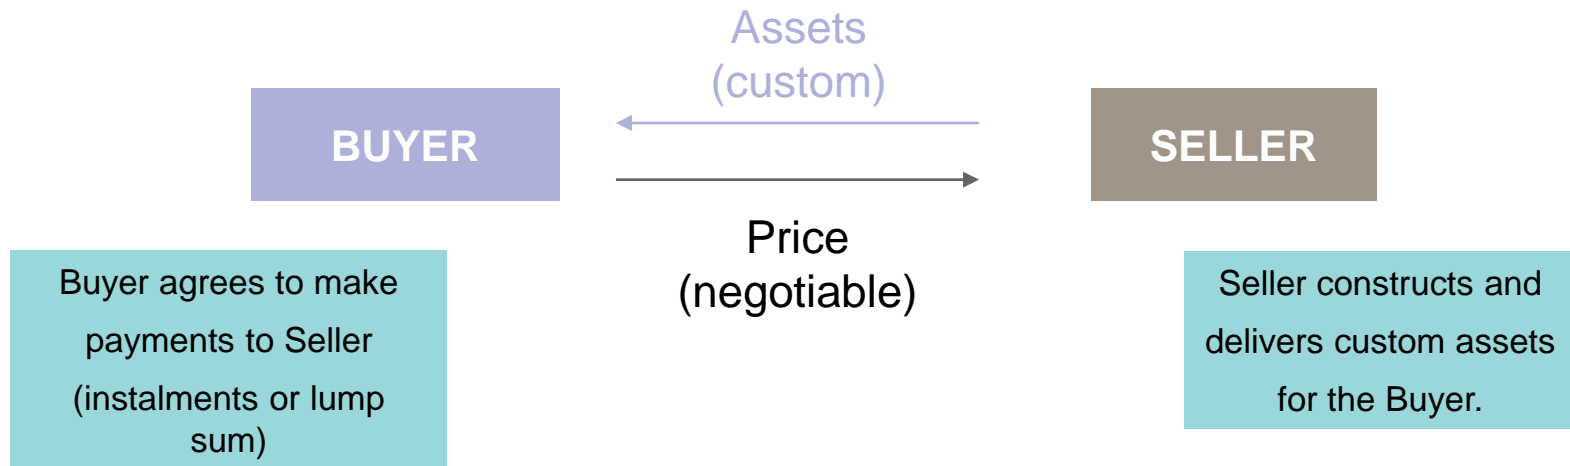 Assets
(custom)
BUYER
SELLER
Price
(negotiable)
Buyer agrees to make
payments to Seller
(instalments or lump
sum)
Seller constructs and
delivers custom assets
for the Buyer.